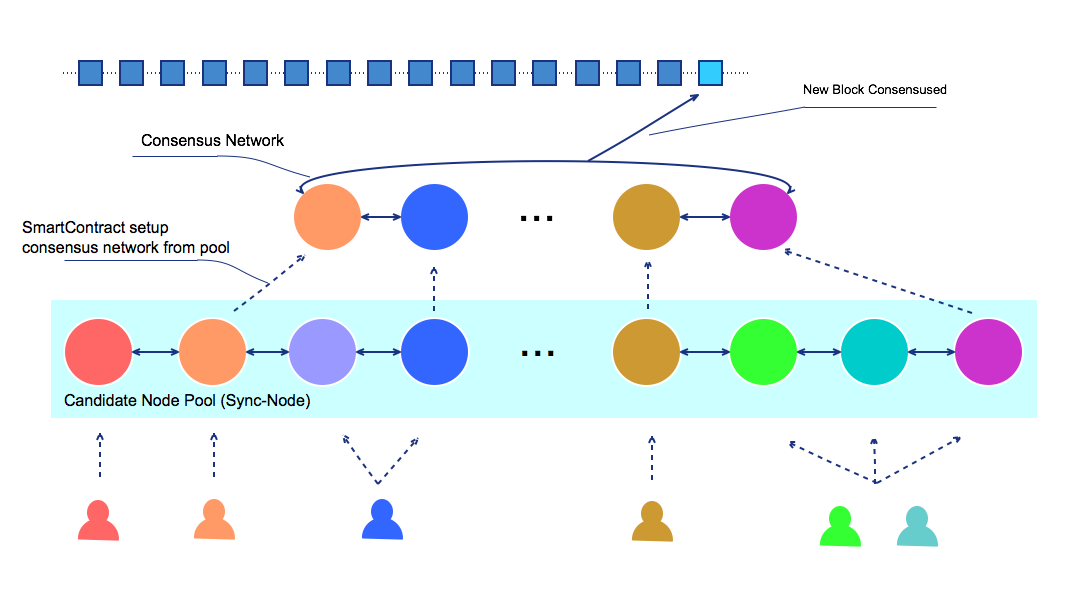 New Block Consensused
Consensus Network
SmartContract setup
consensus network from pool
...
...
Candidate Node Pool (Sync-Node)